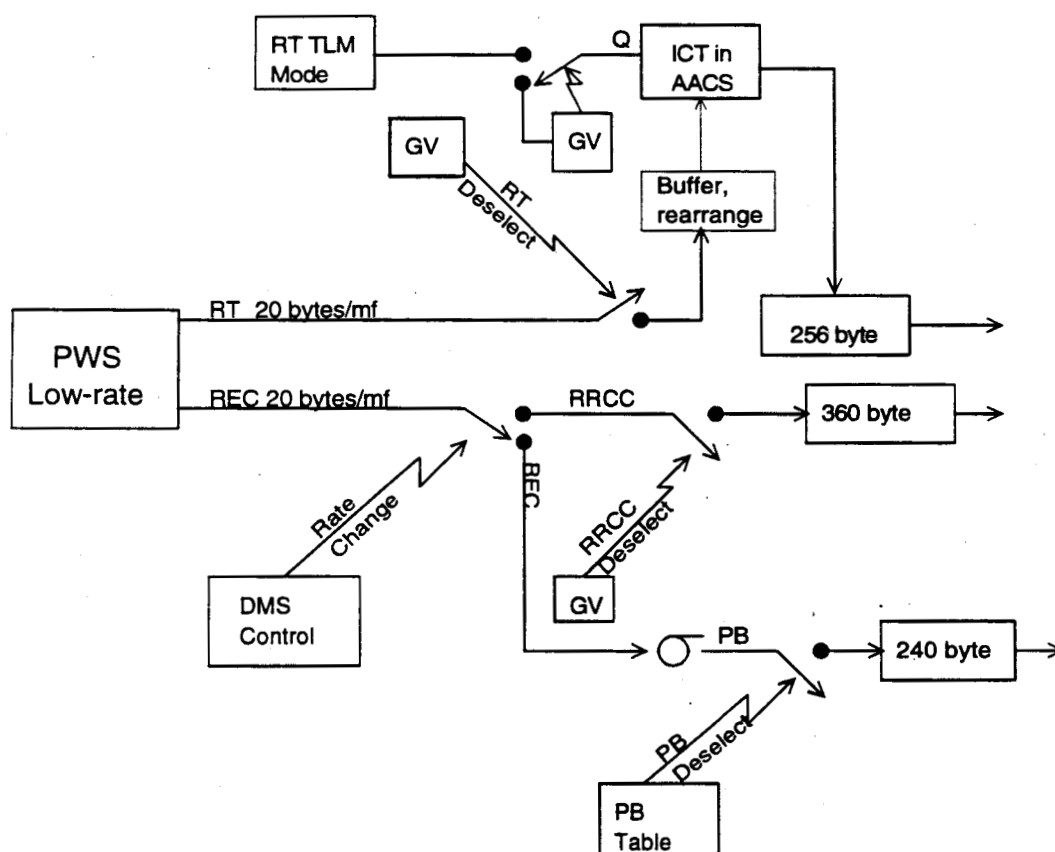 RT TLM
Mode
Q
ICT in
AACS
GV
GV
RT
Deselect
Buffer,
rearrange
RT 20 bytes/mf
256 byte
PWS
Low-rate
REC 20 bytes/mf
RRCC
360 byte
REC
Rate
Change
RRCC
Deselect
DMS
Control
GV
PB
240 byte
PB
Deselect
PB
Table